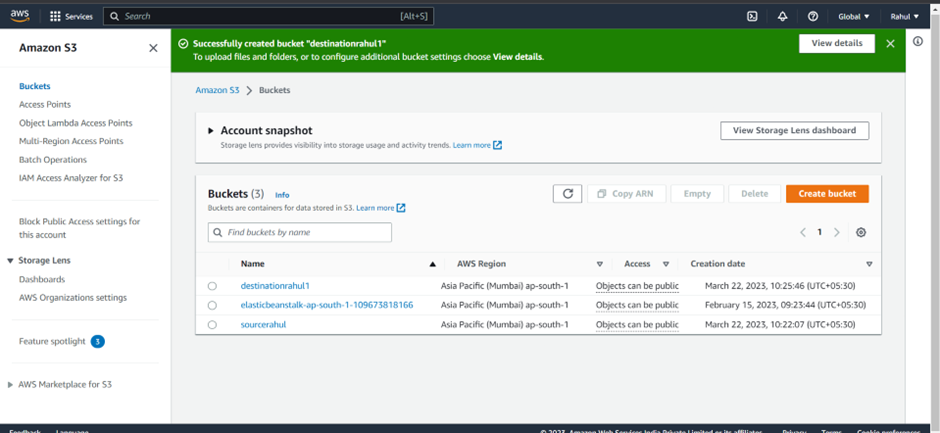 aws Services Search [Alt+S] Global Rahul
Amazon S3
Successfully created bucket "destinationrahul1"
To upload files and folders, or to configure additional bucket settings choose View details.
View details
Buckets
Access Points
Object Lambda Access Points
Multi-Region Access Points
Batch Operations
IAM Access Analyzer for S3
Block Public Access settings for
this account
Storage Lens
Dashboards
AWS Organizations settings
Feature spotlight 3
AWS Marketplace for S3
Amazon S3 Buckets
Account snapshot
Storage lens provides visibility into storage usage and activity trends. Learn more
View Storage Lens dashboard
Buckets (3) Info
Buckets are containers for data stored in S3. Learn more
Copy ARN Empty Delete Create bucket
Find buckets by name
1
Name AWS Region Access Creation date
destinationrahul1 Asia Pacific (Mumbai) ap-south-1 Objects can be public March 22, 2023, 10:25:46 (UTC+05:30)
elasticbeanstalk-ap-south-1-109673818166 Asia Pacific (Mumbai) ap-south-1 Objects can be public February 15, 2023, 09:23:44 (UTC+05:30)
sourcerahul Asia Pacific (Mumbai) ap-south-1 Objects can be public March 22, 2023, 10:22:07 (UTC+05:30)
Feedback Language © 2023, Amazon Web Services India Private Limited or its affiliates. Privacy Terms Cookie preferences